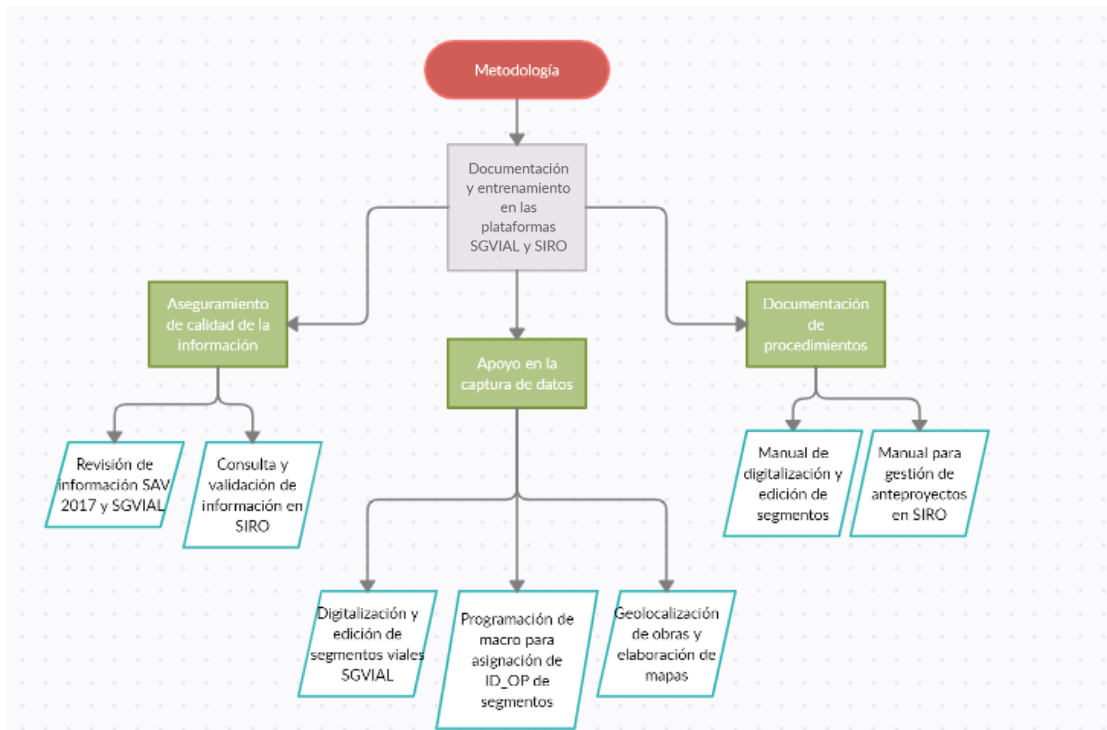 Metodología
Documentación
y entrenamiento
en las
plataformas
SGVIAL y SIRO
Aseguramiento
de calidad de la
información
Apoyo en la
captura de datos
Documentación
de
procedimientos
Revisión de
información SAV
2017 y SGVIAL
Consulta y
validación de
información en
SIRO
Manual de
digitalización y
edición de
segmentos
Manual para
gestión de
anteproyectos
en SIRO
Digitalización y
edición de
segmentos viales
SGVIAL
Programación de
macro para
asignación de
ID_OP de
segmentos
Geolocalización
de obras y
elaboración de
mapas